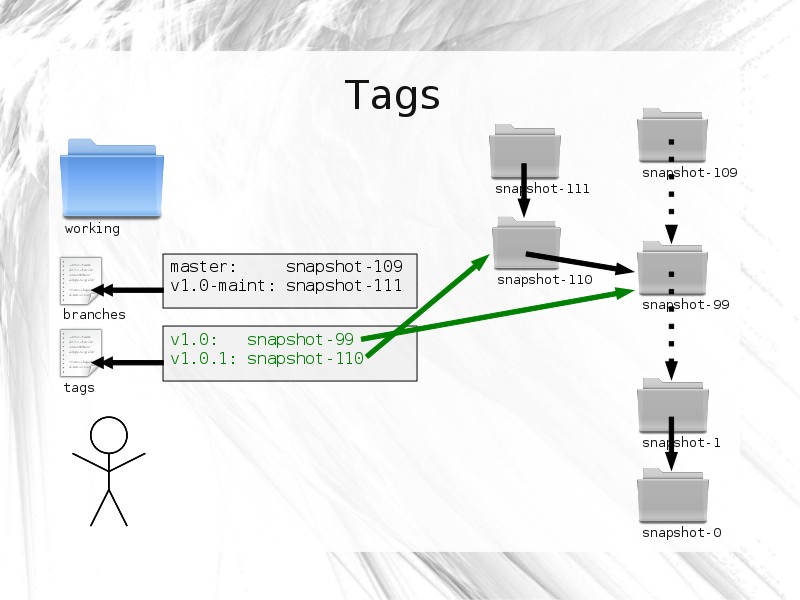 Tags
snapshot-109
snapshot-111
working
master: snapshot-109
v1.0-maint: snapshot-111
snapshot-110
snapshot-99
branches
v1.0: snapshot-99
v1.0.1: snapshot-110
tags
snapshot-1
snapshot-0